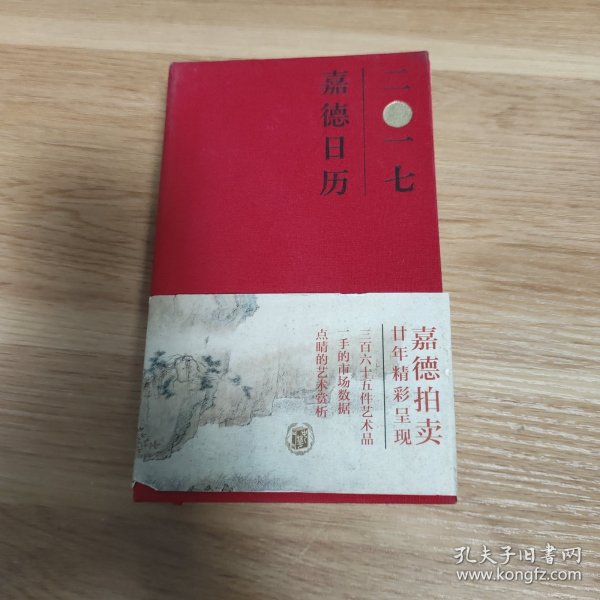 二〇一七
嘉德日历
嘉德拍卖
廿年精彩呈现
三百六十五件艺术品
一手的市场数据
点睛的艺术赏析
孔夫子旧书网
www.kongfz.com